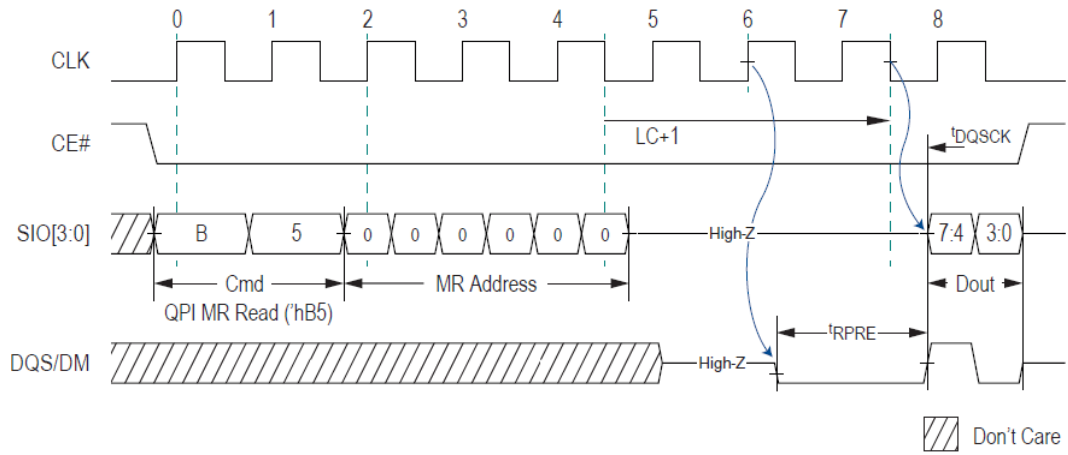 0 1 2 3 4 5 6 7 8
CLK
CE#
LC+1
tDQSCK
SIO[3:0]
B 5 0 0 0 0 0 0 High-Z 7:4 3:0
Cmd MR Address Dout
QPI MR Read ('hB5)
tRPRE
DQS/DM High-Z
Don't Care